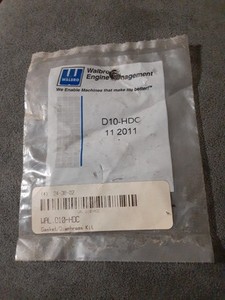 Walbro
Engine Management
WALBRO
We Enable Machines that make life better
D10-HDC
11 2011
WAL D10-HDC
Gasket/Diaphragm Kit